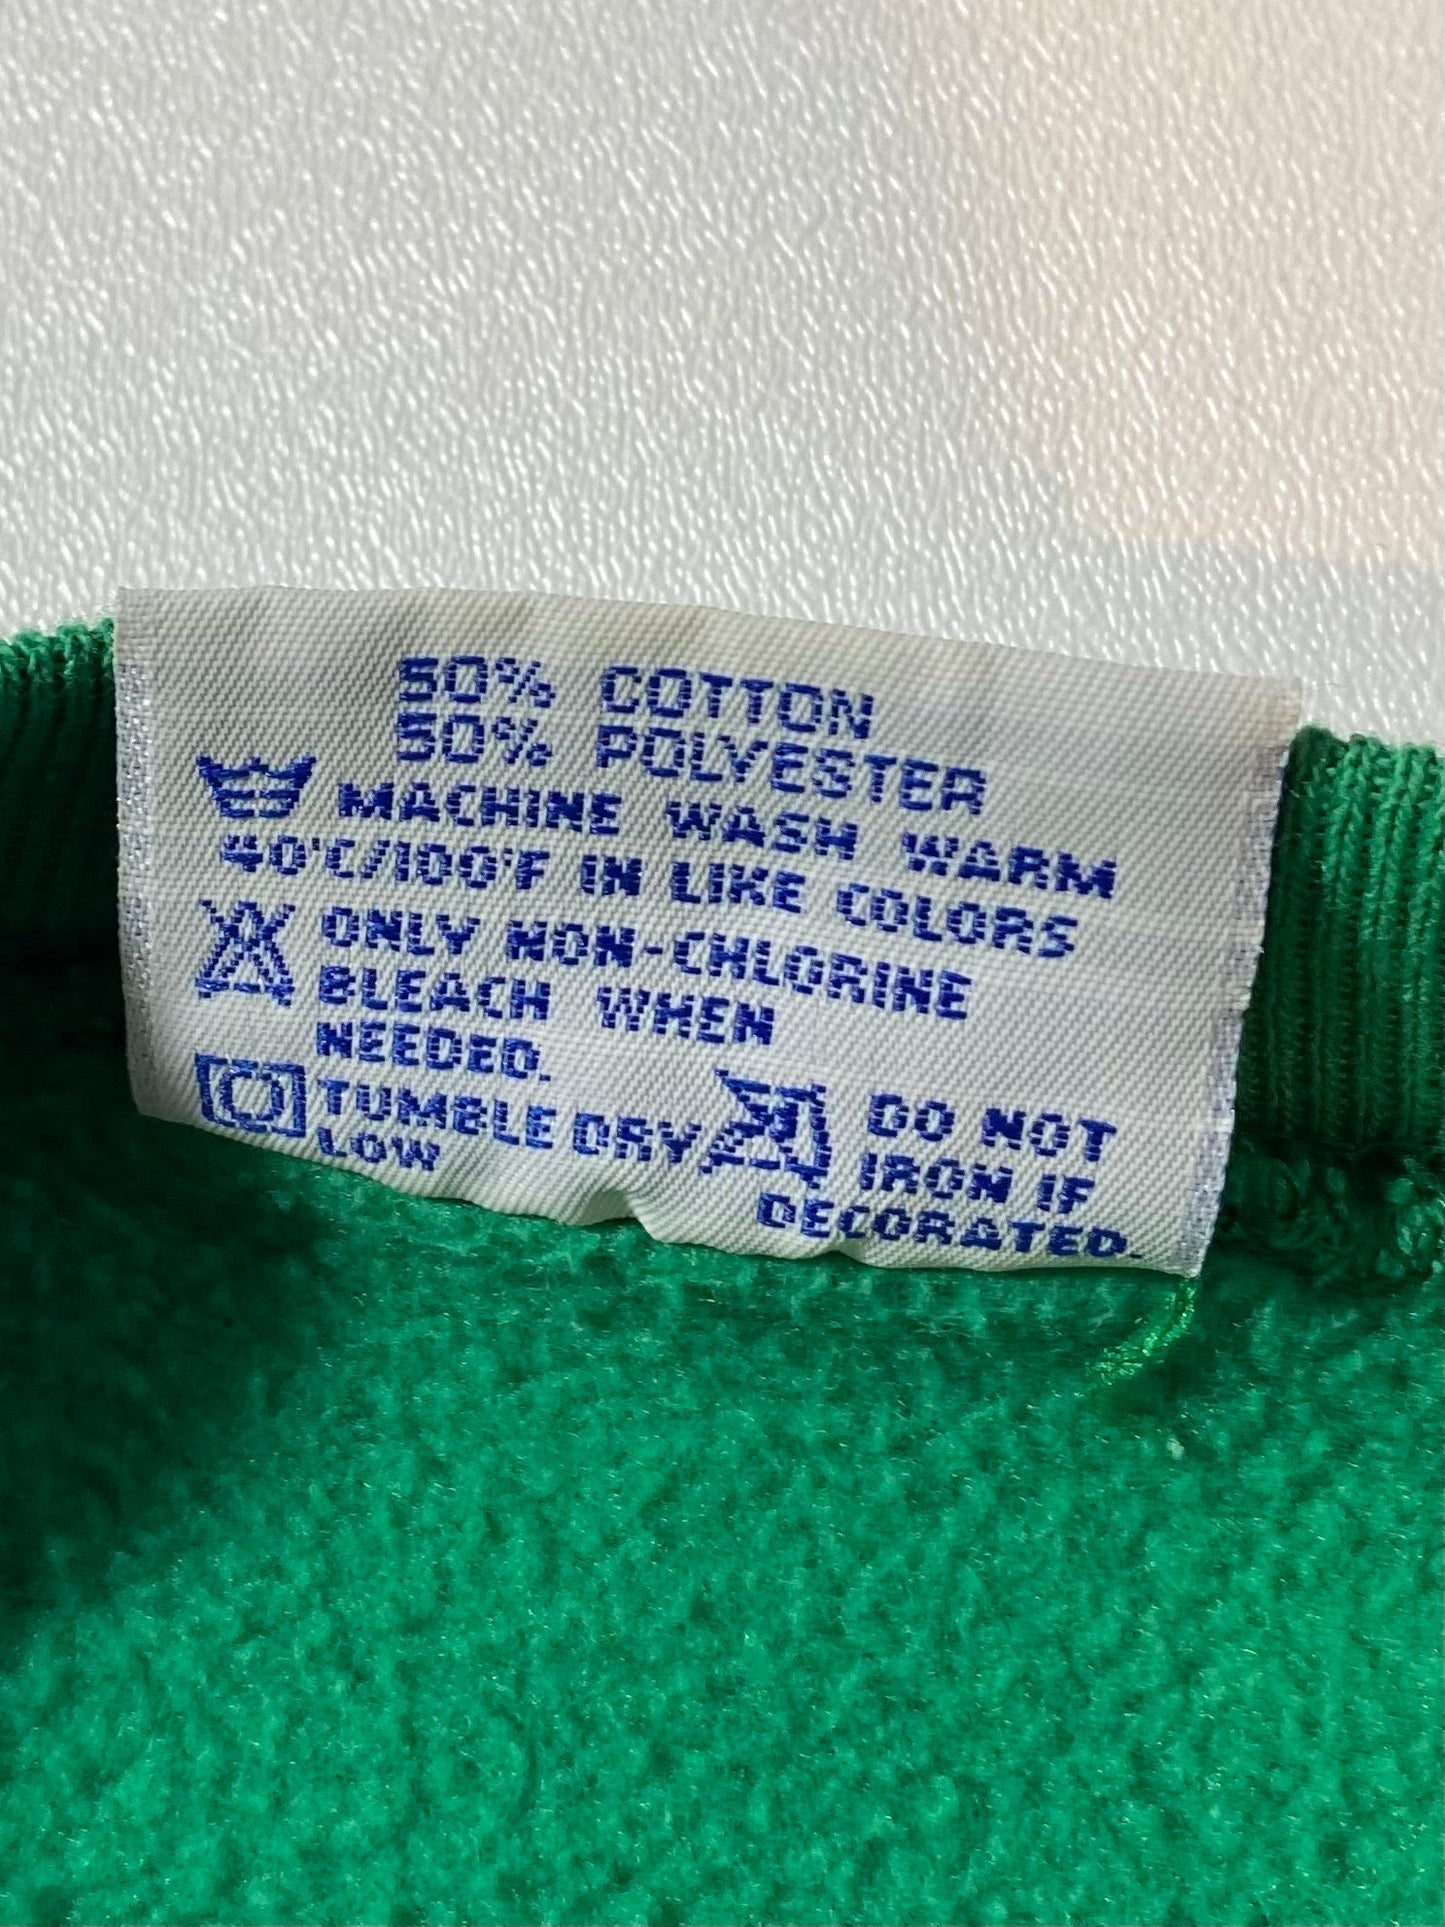 50% COTTON
50% POLYESTER
MACHINE WASH WARM
40°C/100°F IN LIKE COLORS
ONLY NON-CHLORINE
BLEACH WHEN
NEEDED.
TUMBLE DRY
LOW
DO NOT
IRON IF
DECORATED.